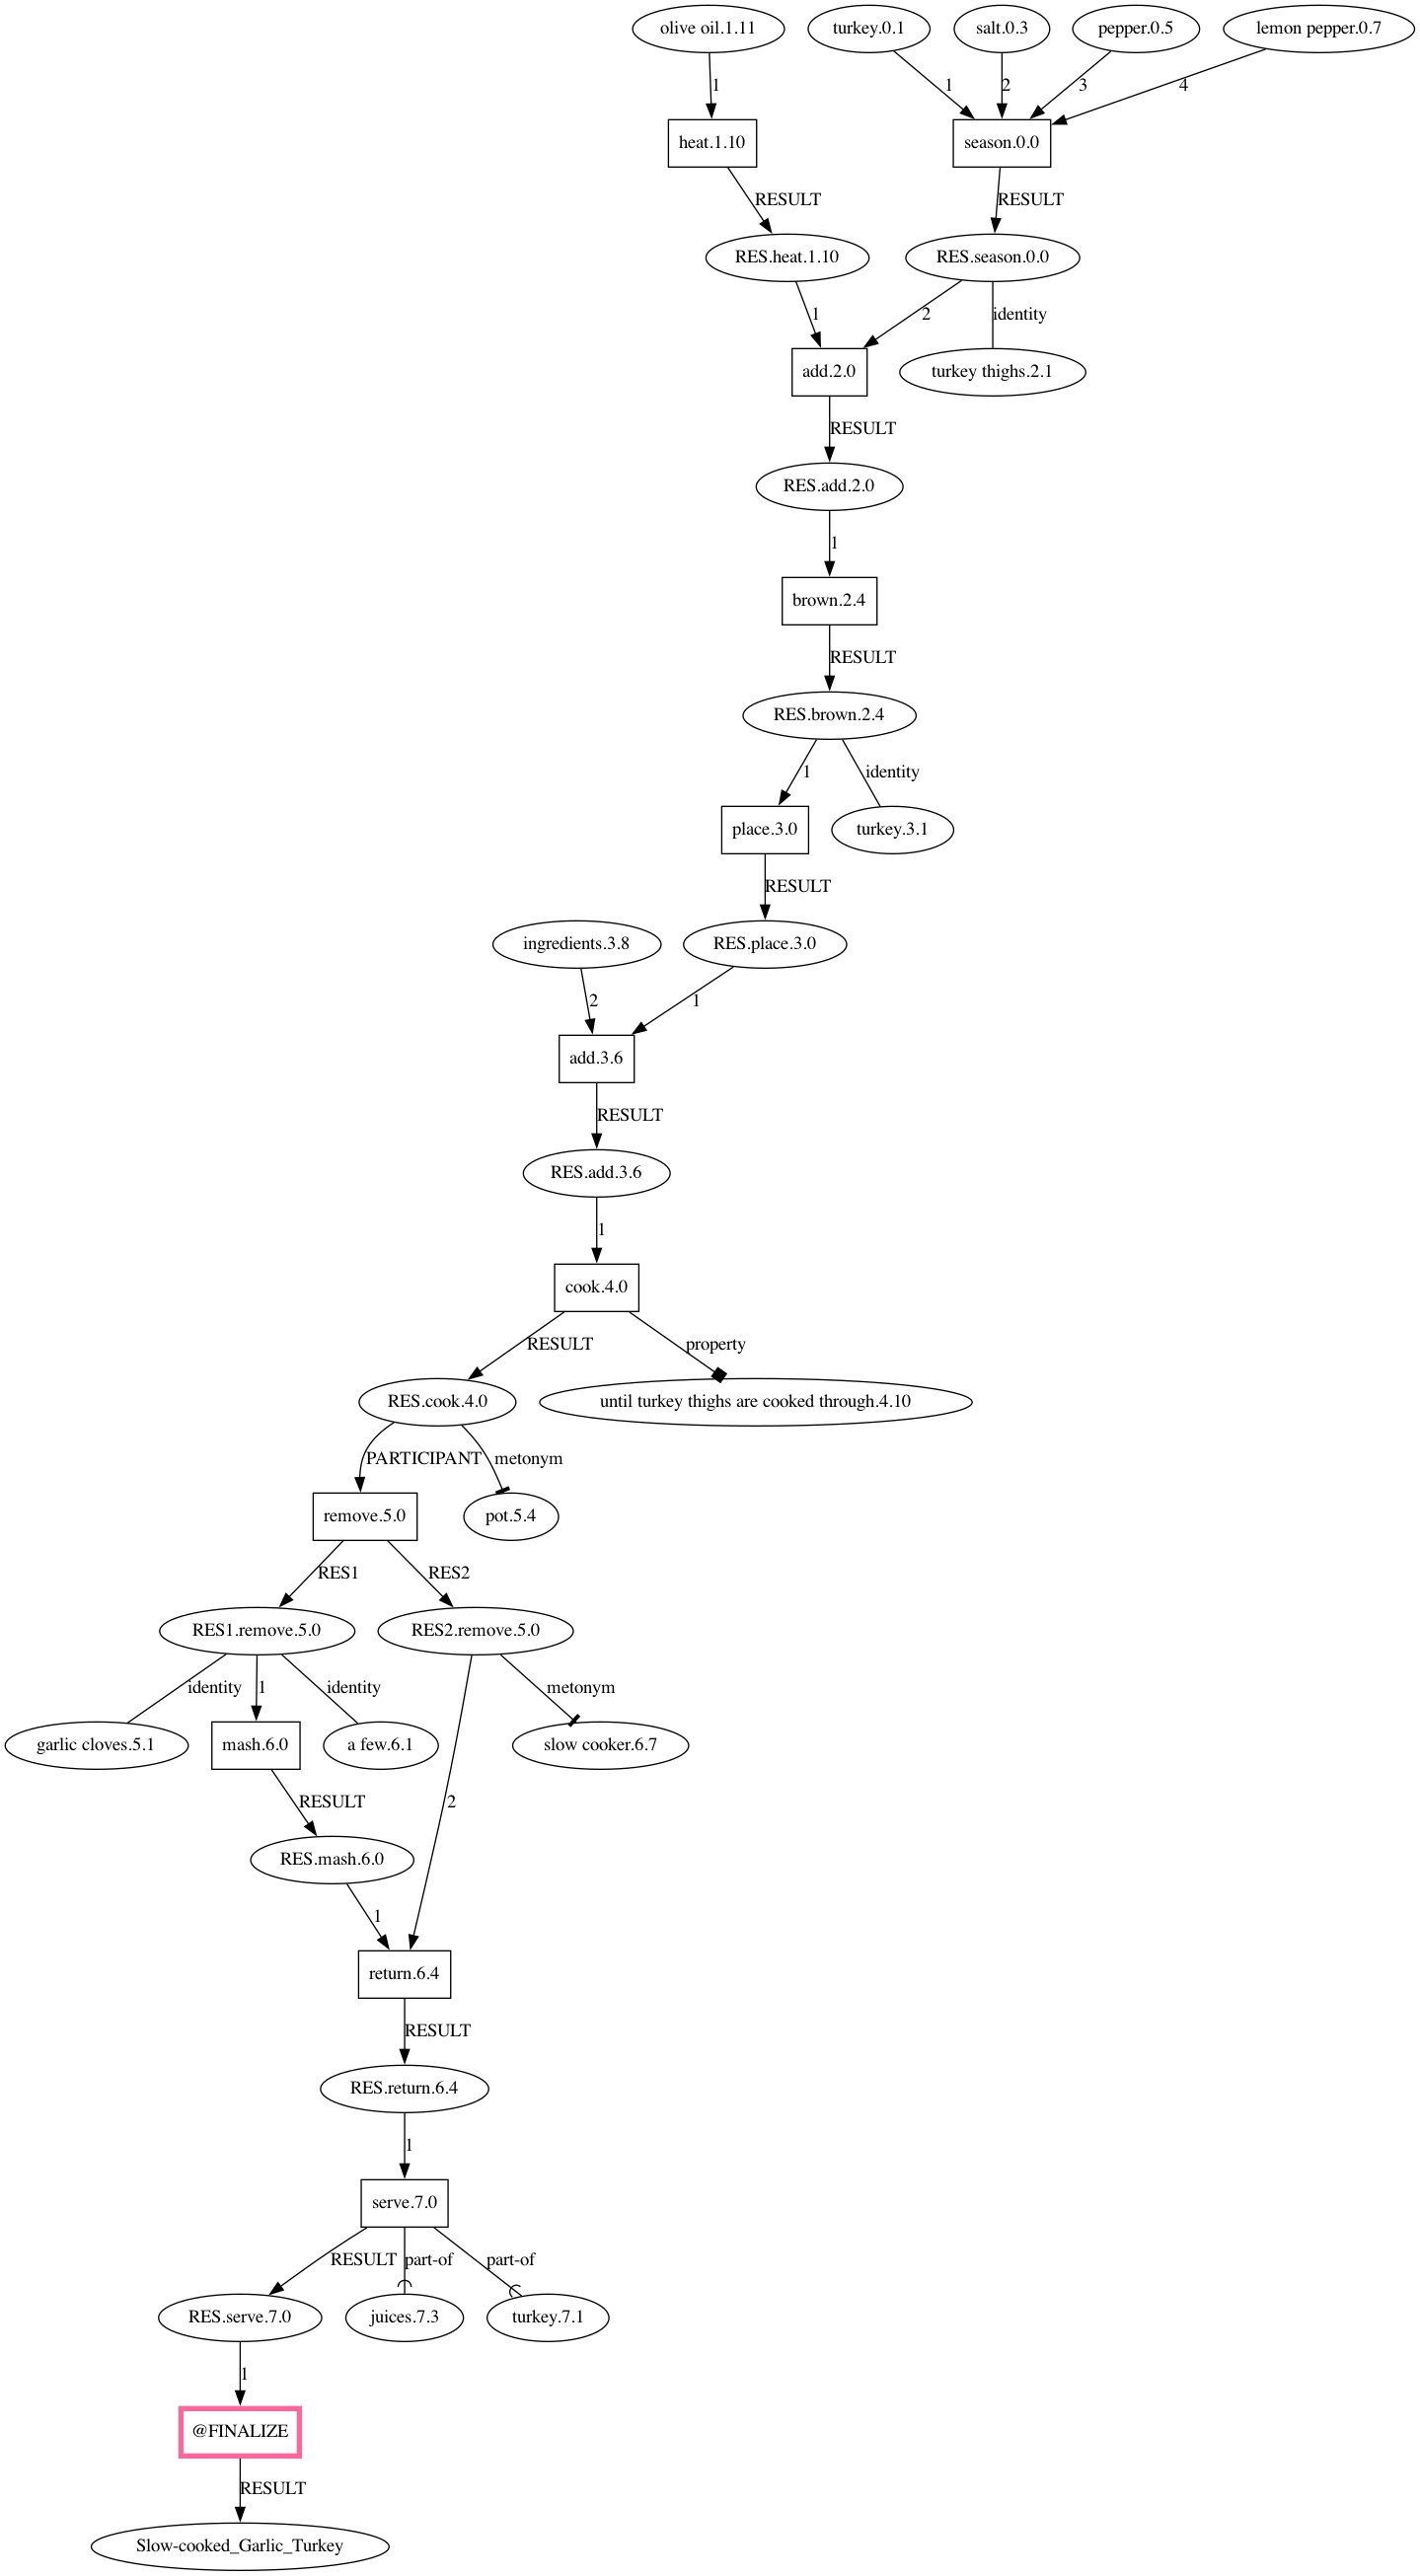 olive oil.1.11
turkey.0.1
salt.0.3
pepper.0.5
lemon pepper.0.7
1
1
2
3
4
heat.1.10
season.0.0
RESULT
RESULT
RES.heat.1.10
RES.season.0.0
1
2
identity
add.2.0
turkey thighs.2.1
RESULT
RES.add.2.0
1
brown.2.4
RESULT
RES.brown.2.4
1
identity
place.3.0
turkey.3.1
RESULT
ingredients.3.8
RES.place.3.0
2
1
add.3.6
RESULT
RES.add.3.6
1
cook.4.0
RESULT
property
RES.cook.4.0
until turkey thighs are cooked through.4.10
PARTICIPANT
metonym
remove.5.0
pot.5.4
RES1
RES2
RES1.remove.5.0
RES2.remove.5.0
identity
1
identity
metonym
garlic cloves.5.1
mash.6.0
a few.6.1
slow cooker.6.7
RESULT
2
RES.mash.6.0
1
return.6.4
RESULT
RES.return.6.4
1
serve.7.0
RESULT
part-of
part-of
RES.serve.7.0
juices.7.3
turkey.7.1
1
@FINALIZE
RESULT
Slow-cooked_Garlic_Turkey